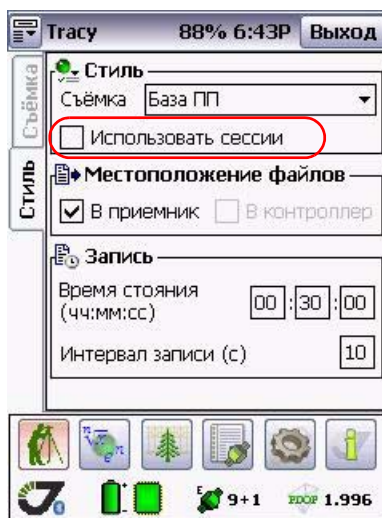 Tracy 88% 6:43P Выход
Съёмка
Стиль
Стиль
Съёмка База ПП
Использовать сессии
Местоположение файлов
В приемник В контроллер
Запись
Время стояния
(чч:мм:сс) 00 : 30 : 00
Интервал записи (с) 10
0 9+1 PDOP 1.996